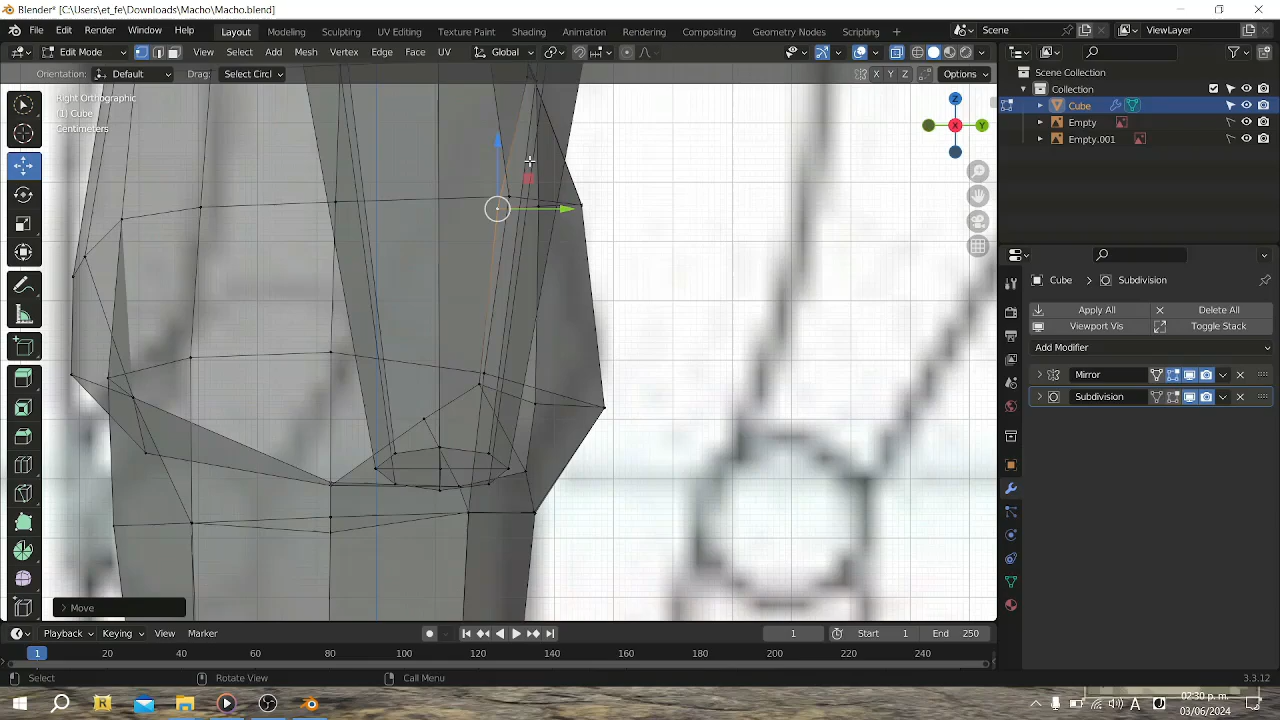 Blender* [C:\Users\et_fe\Downloads\Macho\Macho.blend]
File Edit Render Window Help Layout Modeling Sculpting UV Editing Texture Paint Shading Animation Rendering Compositing Geometry Nodes Scripting Scene ViewLayer
Edit Mode View Select Add Mesh Vertex Edge Face UV Global
Orientation: Default Drag: Select Circl X Y Z Options
Right Orthographic
(1) Cube
Centimeters
Z
X
Y
Move
Scene Collection
Collection
Cube
Empty
Empty.001
Cube Subdivision
Apply All Delete All
Viewport Vis Toggle Stack
Add Modifier
Mirror
Subdivision
Playback Keying View Marker 1 Start 1 End 250
1 20 40 60 80 100 120 140 160 180 200 220 240
Select Rotate View Call Menu 3.3.12
02:30 p. m.
03/06/2024